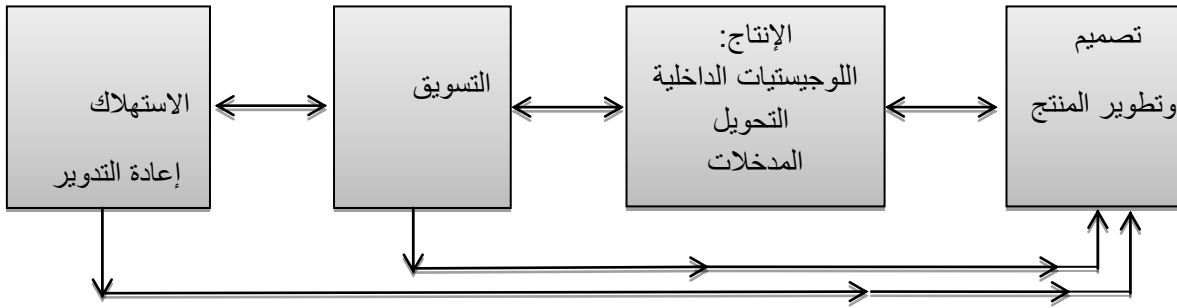 تصميم
وتطوير المنتج
الإنتاج:
اللوجيستيات الداخلية
التحويل
المدخلات
التسويق
الاستهلاك
إعادة التدوير